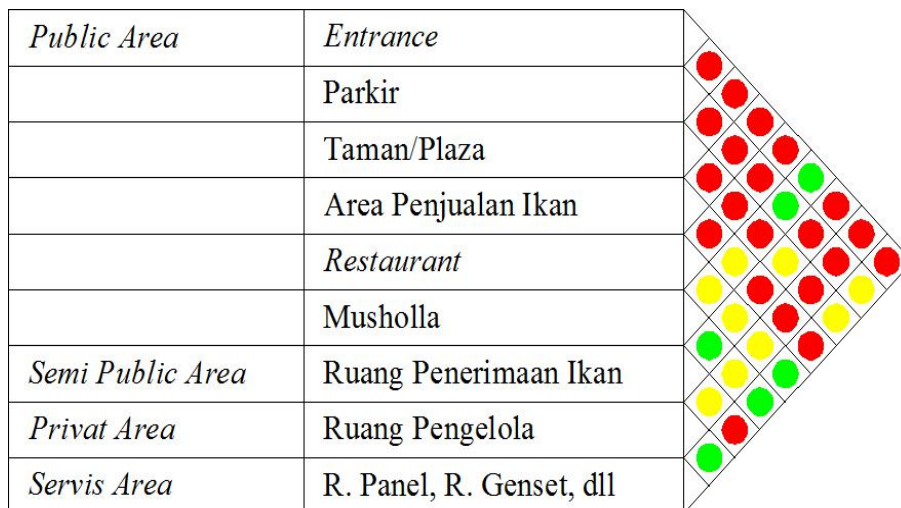 Public Area Entrance
Parkir
Taman/Plaza
Area Penjualan Ikan
Restaurant
Musholla
Semi Public Area Ruang Penerimaan Ikan
Privat Area Ruang Pengelola
Servis Area R. Panel, R. Genset, dll